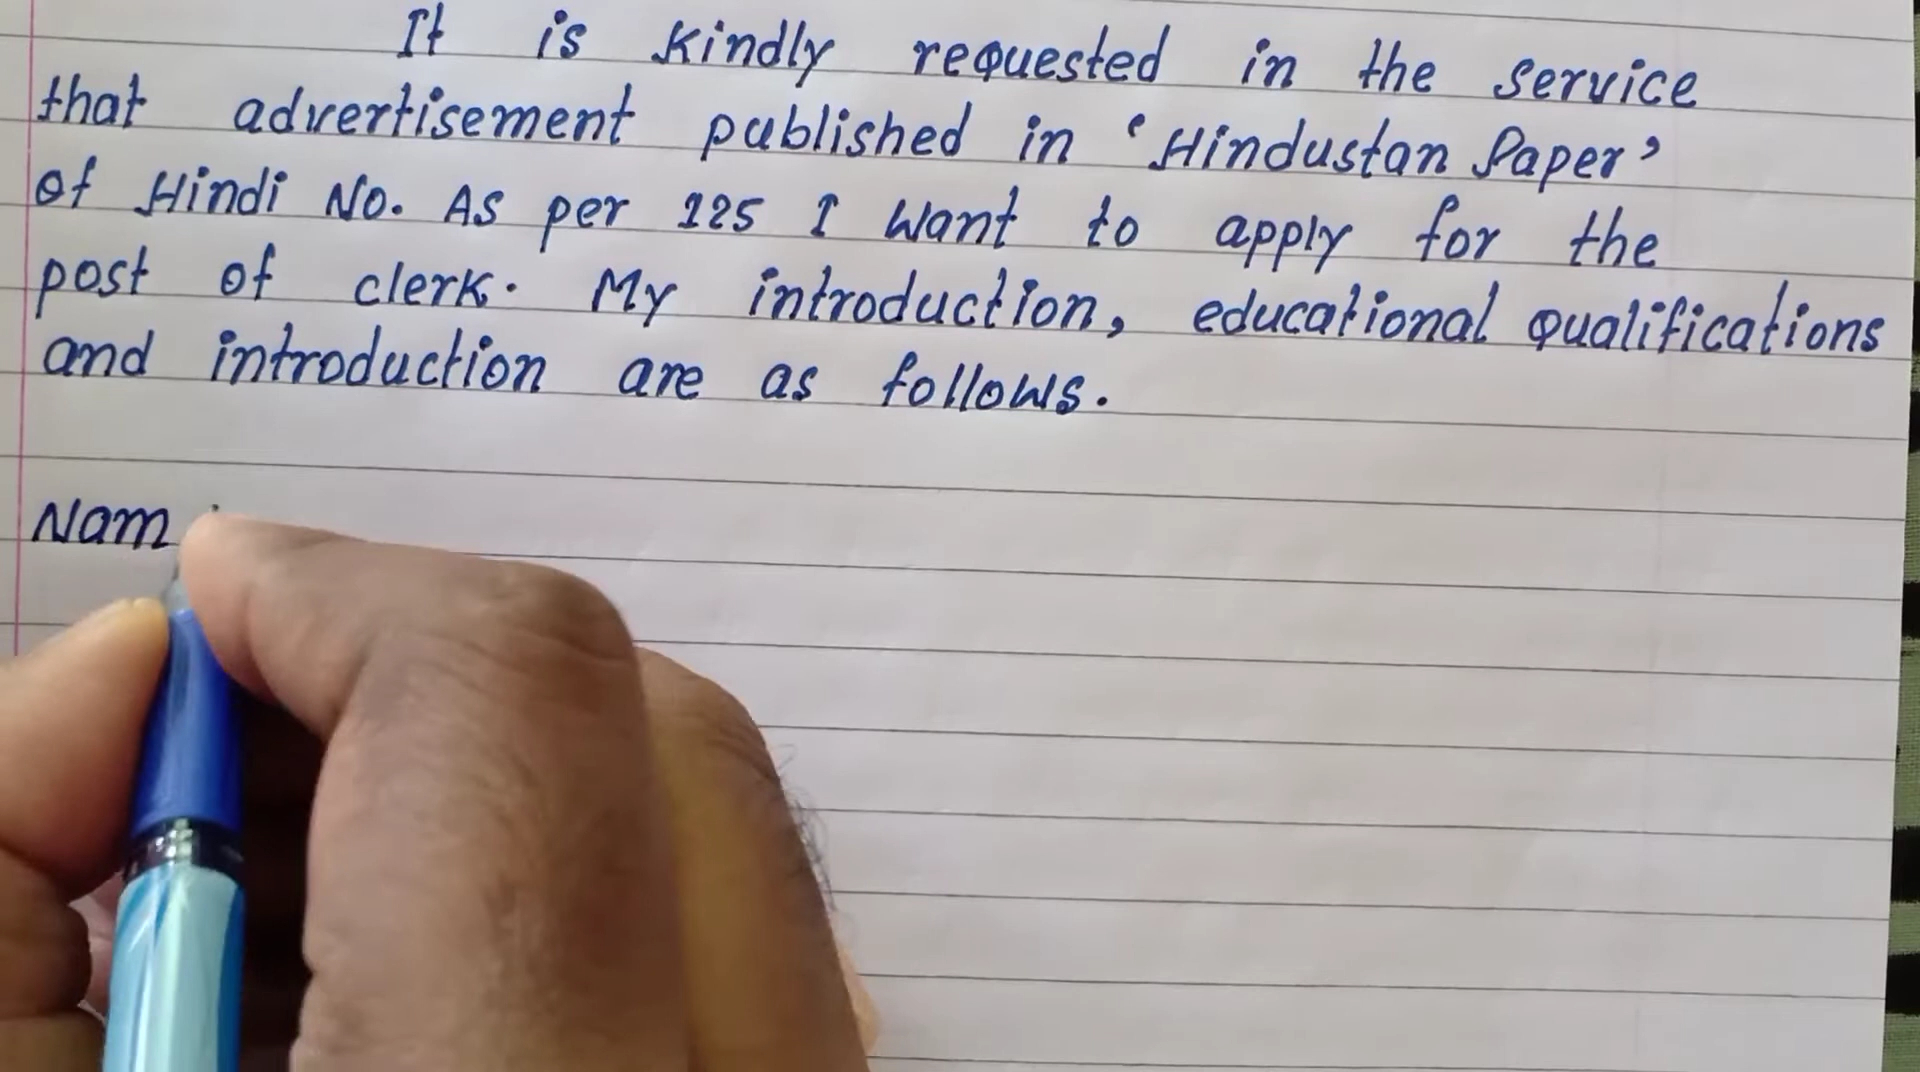 It is kindly requested in the service
that advertisement published in ‘Hindustan Paper’
of Hindi No. As per 125 I want to apply for the
post of clerk. My introduction, educational qualifications
and introduction are as follows.
Nam